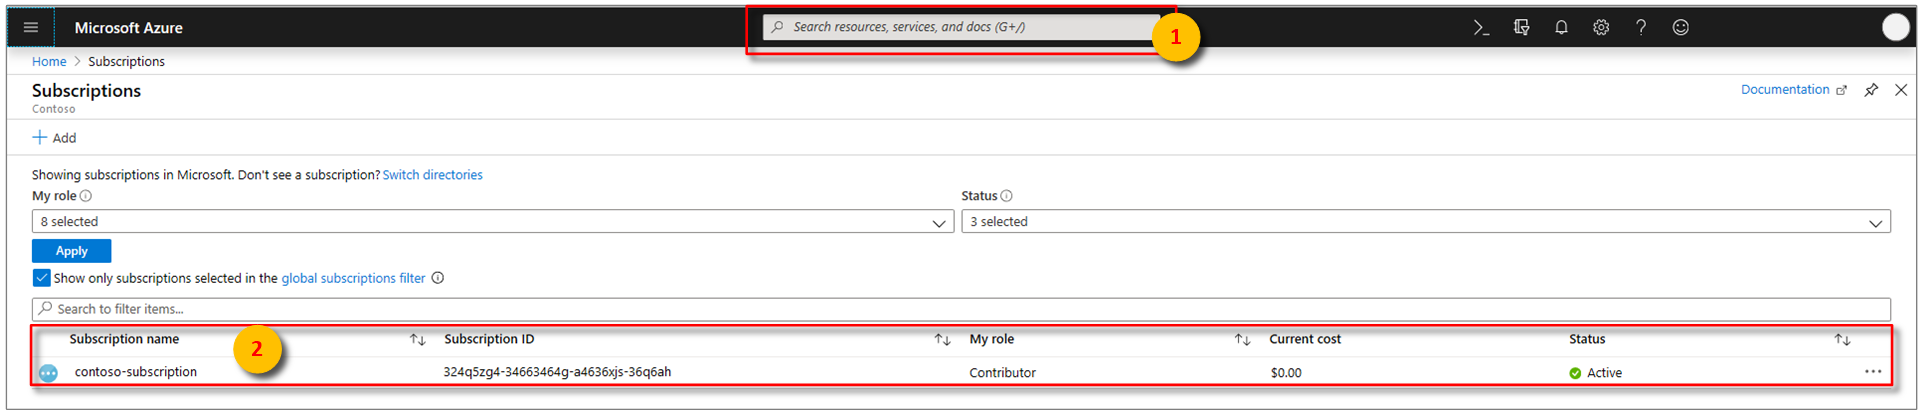 Microsoft Azure Search resources, services, and docs (G+/) 1
Home > Subscriptions
Subscriptions
Contoso
Documentation
+ Add
Showing subscriptions in Microsoft. Don't see a subscription? Switch directories
My role Status
8 selected 3 selected
Apply
Show only subscriptions selected in the global subscriptions filter
Search to filter items...
Subscription name 2 Subscription ID My role Current cost Status
contoso-subscription 324q5zg4-34663464g-a4636xjs-36q6ah Contributor $0.00 Active ...